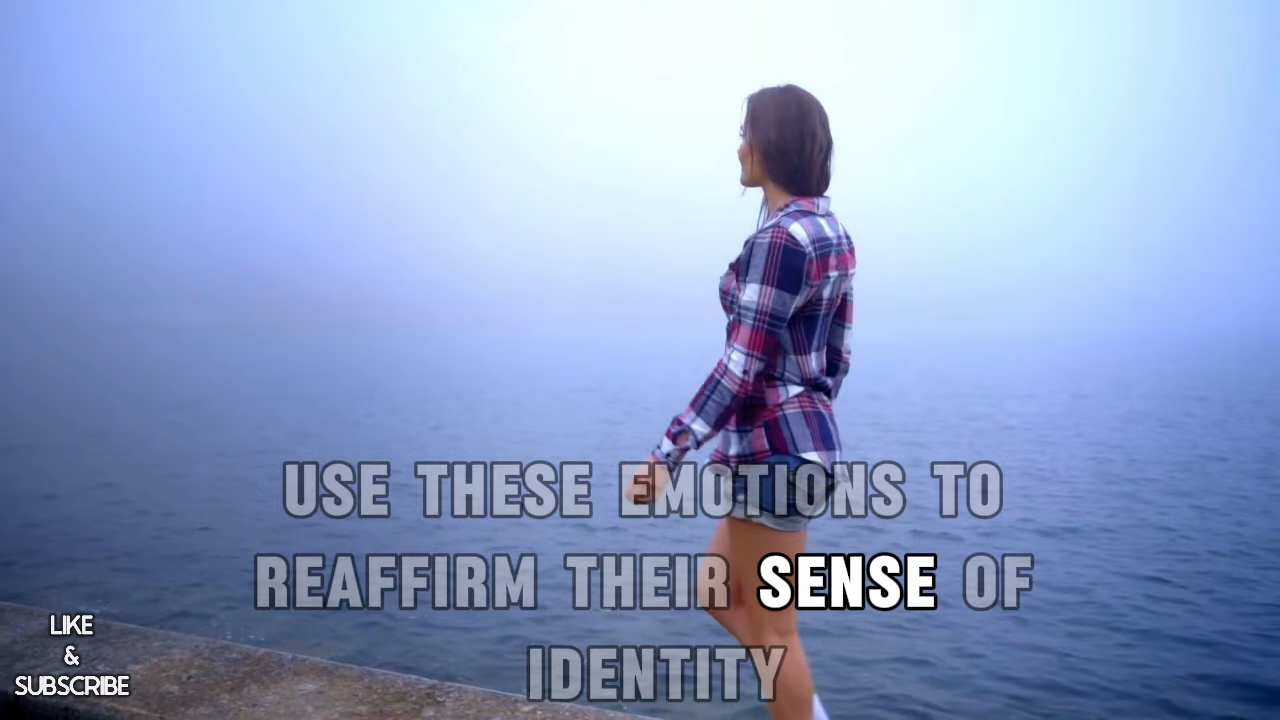 USE THESE EMOTIONS TO
REAFFIRM THEIR SENSE OF
IDENTITY
LIKE
&
SUBSCRIBE